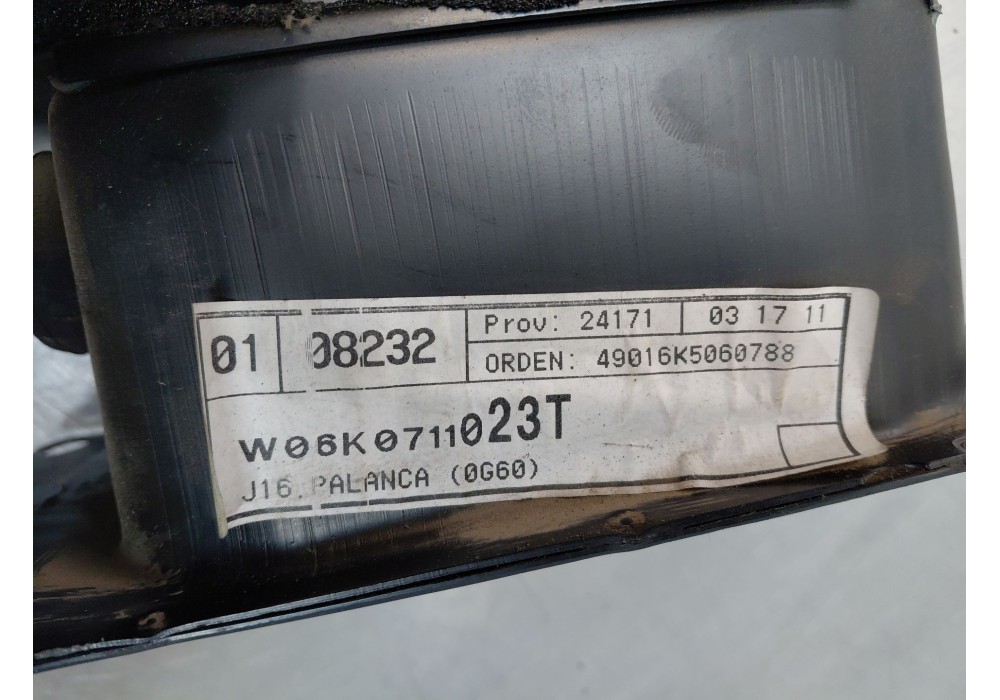 01 08232 Prov: 24171 03 17 11
ORDEN: 49016K5060788
W06K0711023T
J16.PALANCA (0G60)